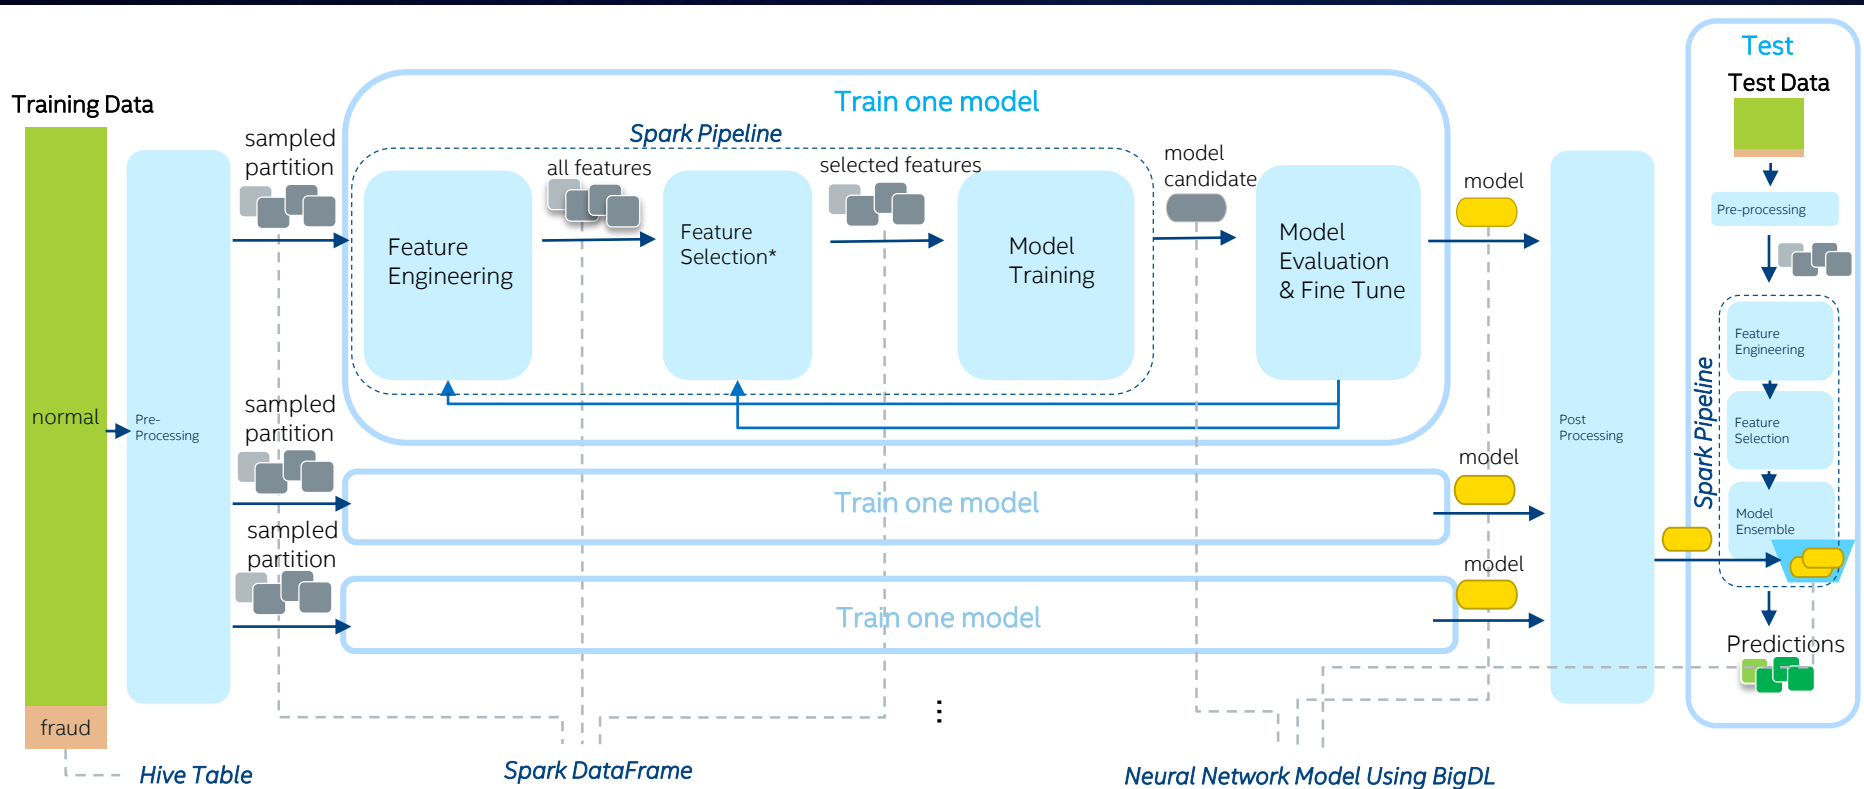 Training Data
normal
fraud
Hive Table
Pre-
Processing
sampled
partition
sampled
partition
sampled
partition
Train one model
Spark Pipeline
Feature
Engineering
all features
Feature
Selection*
selected features
Model
Training
model
candidate
Model
Evaluation
& Fine Tune
model
Train one model
model
Train one model
model
⋮
Spark DataFrame
Neural Network Model Using BigDL
Post
Processing
Test
Test Data
Pre-processing
Spark Pipeline
Feature
Engineering
Feature
Selection
Model
Ensemble
Predictions